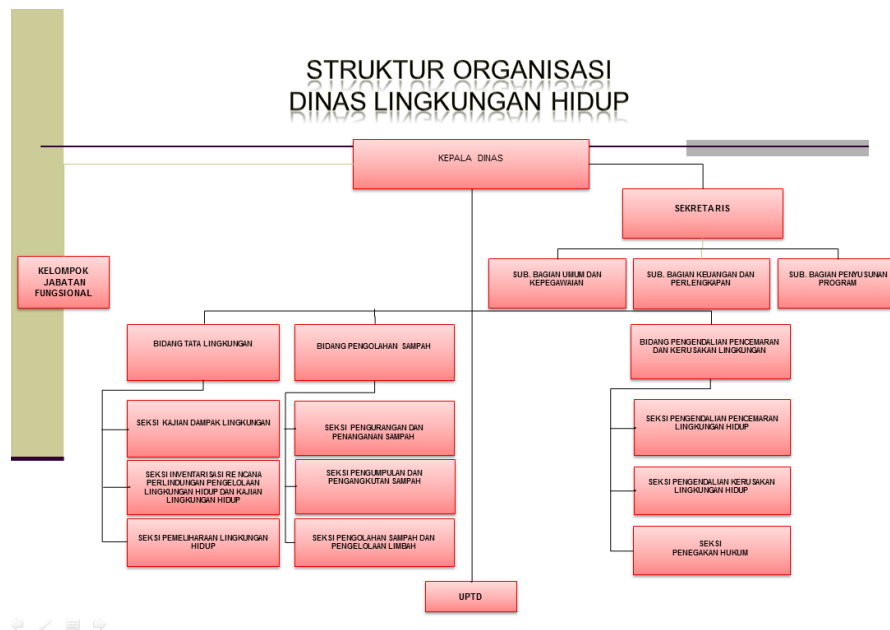 STRUKTUR ORGANISASI
DINAS LINGKUNGAN HIDUP
KEPALA DINAS
SEKRETARIS
KELOMPOK
JABATAN
FUNGSIONAL
SUB. BAGIAN UMUM DAN
KEPEGAWAIAN
SUB. BAGIAN KEUANGAN DAN
PERLENGKAPAN
SUB. BAGIAN PENYUSUNAN
PROGRAM
BIDANG TATA LINGKUNGAN
BIDANG PENGOLAHAN SAMPAH
BIDANG PENGENDALIAN PENCEMARAN
DAN KERUSAKAN LINGKUNGAN
SEKSI KAJIAN DAMPAK LINGKUNGAN
SEKSI INVENTARISASI RE NCANA
PERLINDUNGAN PENGELOLAAN
LINGKUNGAN HIDUP DAN KAJIAN
LINGKUNGAN HIDUP
SEKSI PEMELIHARAAN LINGKUNGAN
HIDUP
SEKSI PENGURANGAN DAN
PENANGANAN SAMPAH
SEKSI PENGUMPULAN DAN
PENGANGKUTAN SAMPAH
SEKSI PENGOLAHAN SAMPAH DAN
PENGELOLAAN LIMBAH
SEKSI PENGENDALIAN PENCEMARAN
LINGKUNGAN HIDUP
SEKSI PENGENDALIAN KERUSAKAN
LINGKUNGAN HIDUP
SEKSI
PENEGAKAN HUKUM
UPTD